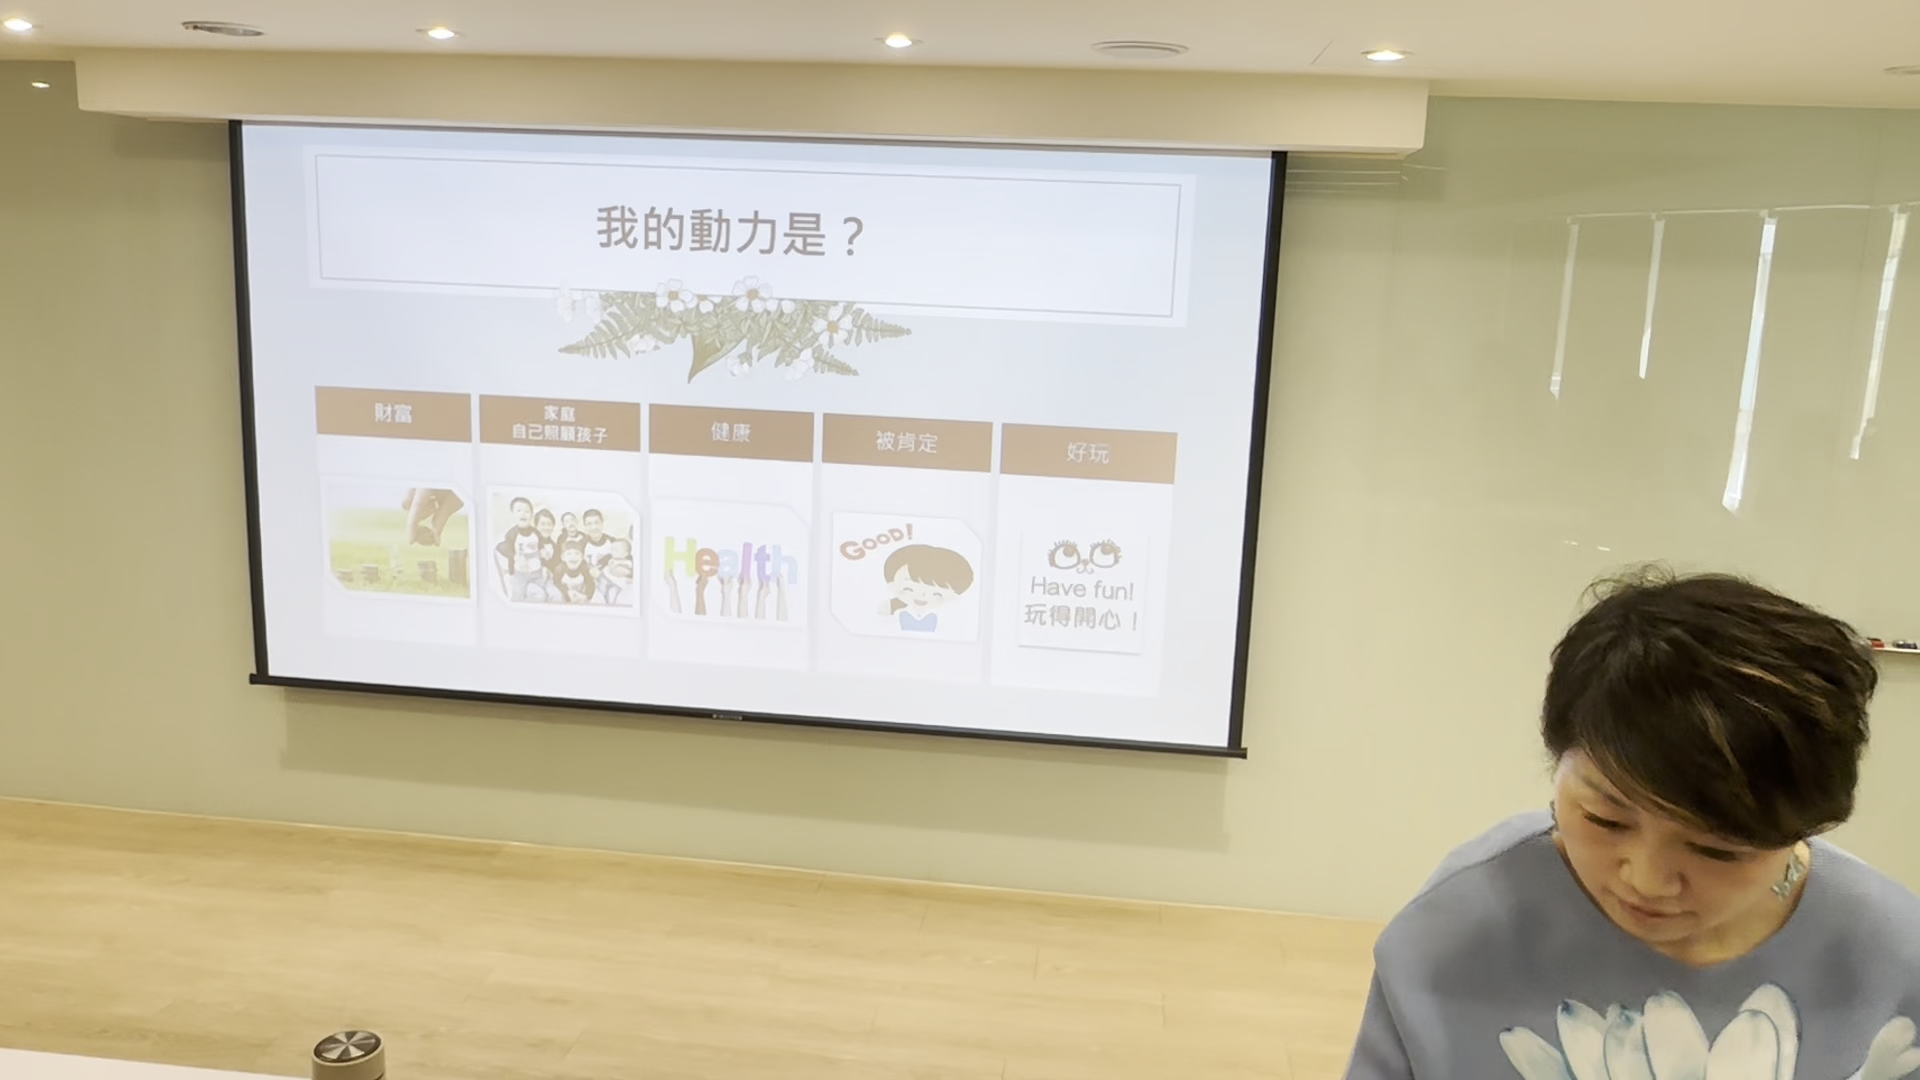 我的動力是？
財富
家庭
自己照顧孩子
健康
被肯定
好玩
Health
GOOD!
Have fun!
玩得開心！